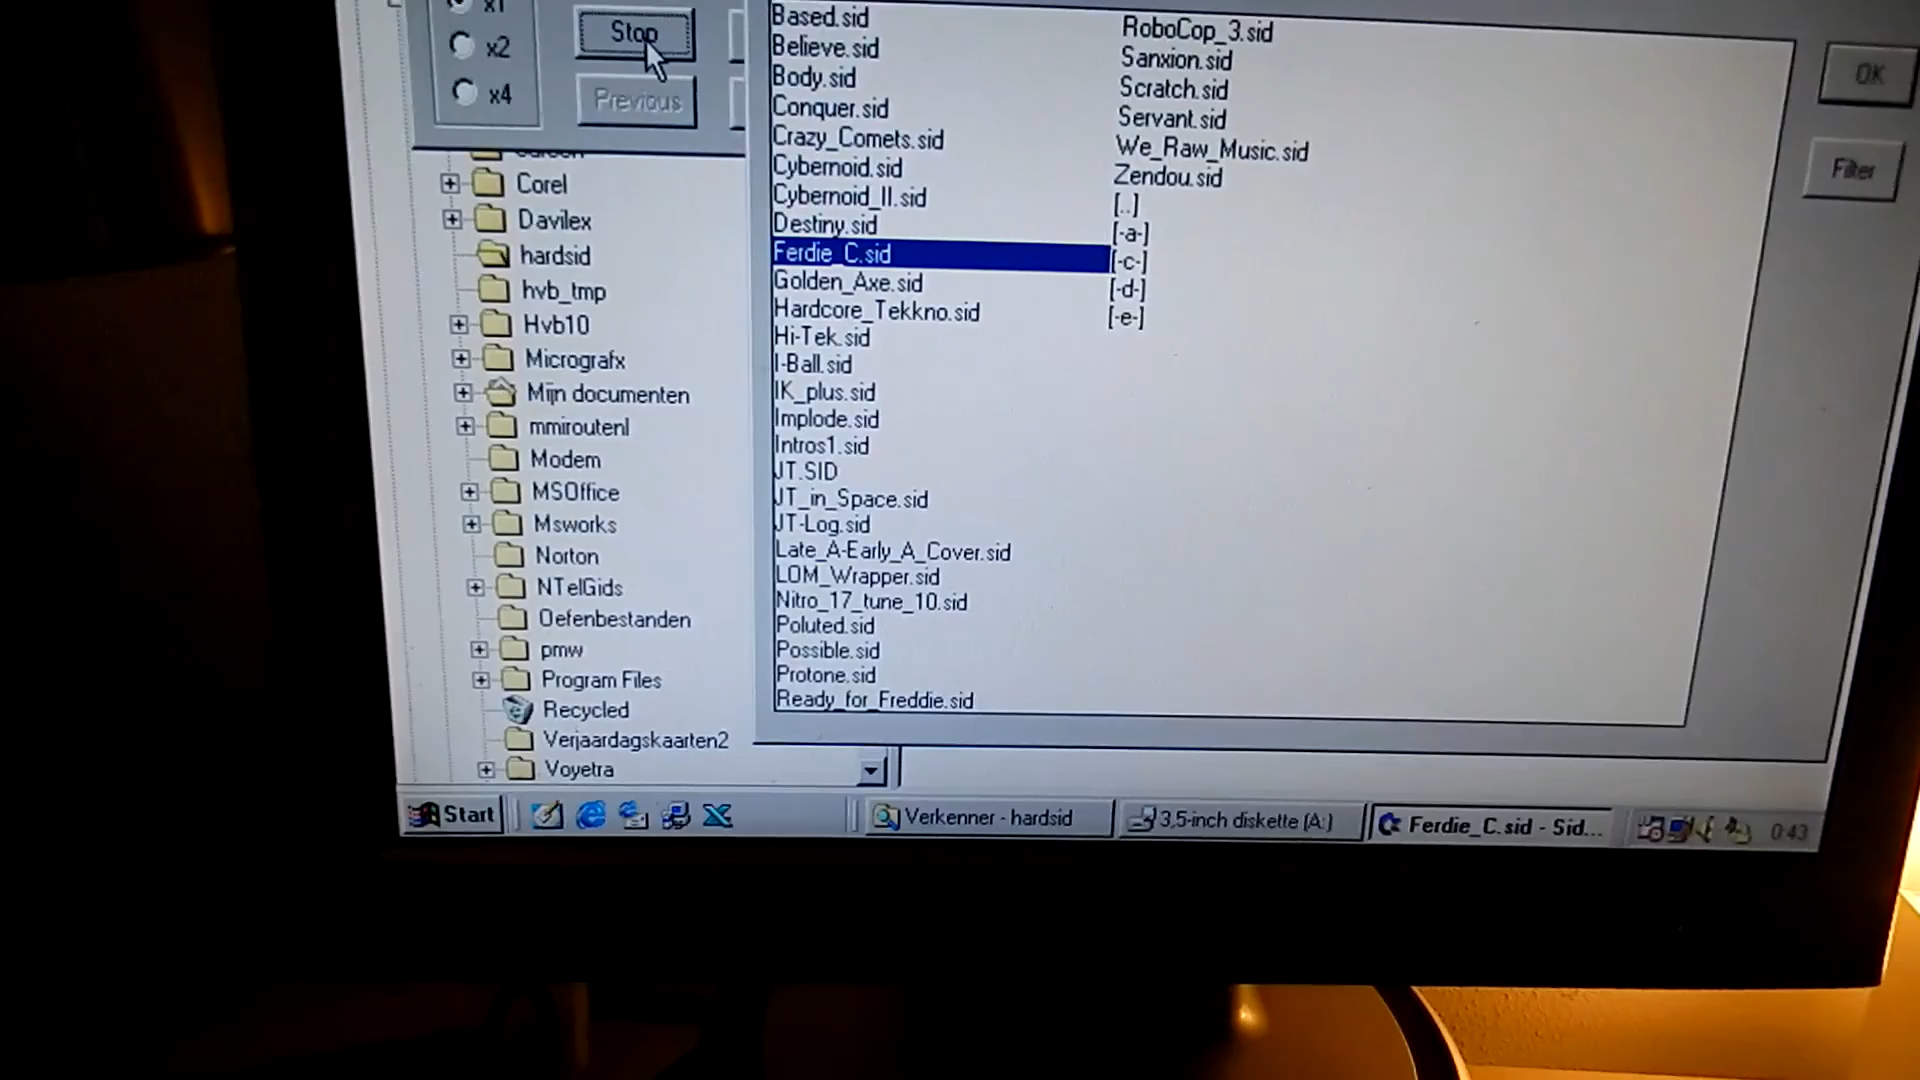 x1
x2
x4
Stop
Previous
Corel
Davilex
hardsid
hvb_tmp
Hvb10
Micrografx
Mijn documenten
mmiroutenl
Modem
MSOffice
Msworks
Norton
NTelGids
Oefenbestanden
pmw
Program Files
Recycled
Verjaardagskaarten2
Voyetra
Based.sid
Believe.sid
Body.sid
Conquer.sid
Crazy_Comets.sid
Cybernoid.sid
Cybernoid_II.sid
Destiny.sid
Ferdie_C.sid
Golden_Axe.sid
Hardcore_Tekkno.sid
Hi-Tek.sid
I-Ball.sid
IK_plus.sid
Implode.sid
Intros1.sid
JT.SID
JT_in_Space.sid
JT-Log.sid
Late_A-Early_A_Cover.sid
LOM_Wrapper.sid
Nitro_17_tune_10.sid
Poluted.sid
Possible.sid
Protone.sid
Ready_for_Freddie.sid
RoboCop_3.sid
Sanxion.sid
Scratch.sid
Servant.sid
We_Raw_Music.sid
Zendou.sid
[..]
[-a-]
[-c-]
[-d-]
[-e-]
OK
Filter
Start
Verkenner - hardsid
3,5-inch diskette (A:)
Ferdie_C.sid - Sid...
0:43